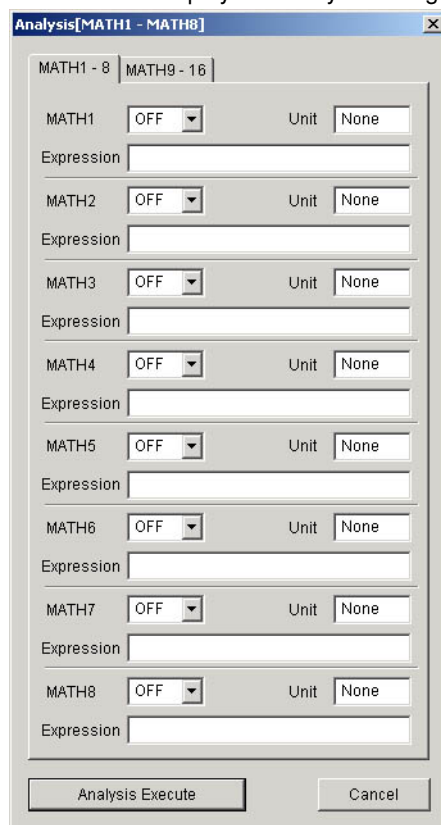 Analysis[MATH1 - MATH8]
MATH1 - 8 MATH9 - 16
MATH1 OFF Unit None
Expression
MATH2 OFF Unit None
Expression
MATH3 OFF Unit None
Expression
MATH4 OFF Unit None
Expression
MATH5 OFF Unit None
Expression
MATH6 OFF Unit None
Expression
MATH7 OFF Unit None
Expression
MATH8 OFF Unit None
Expression
Analysis Execute Cancel